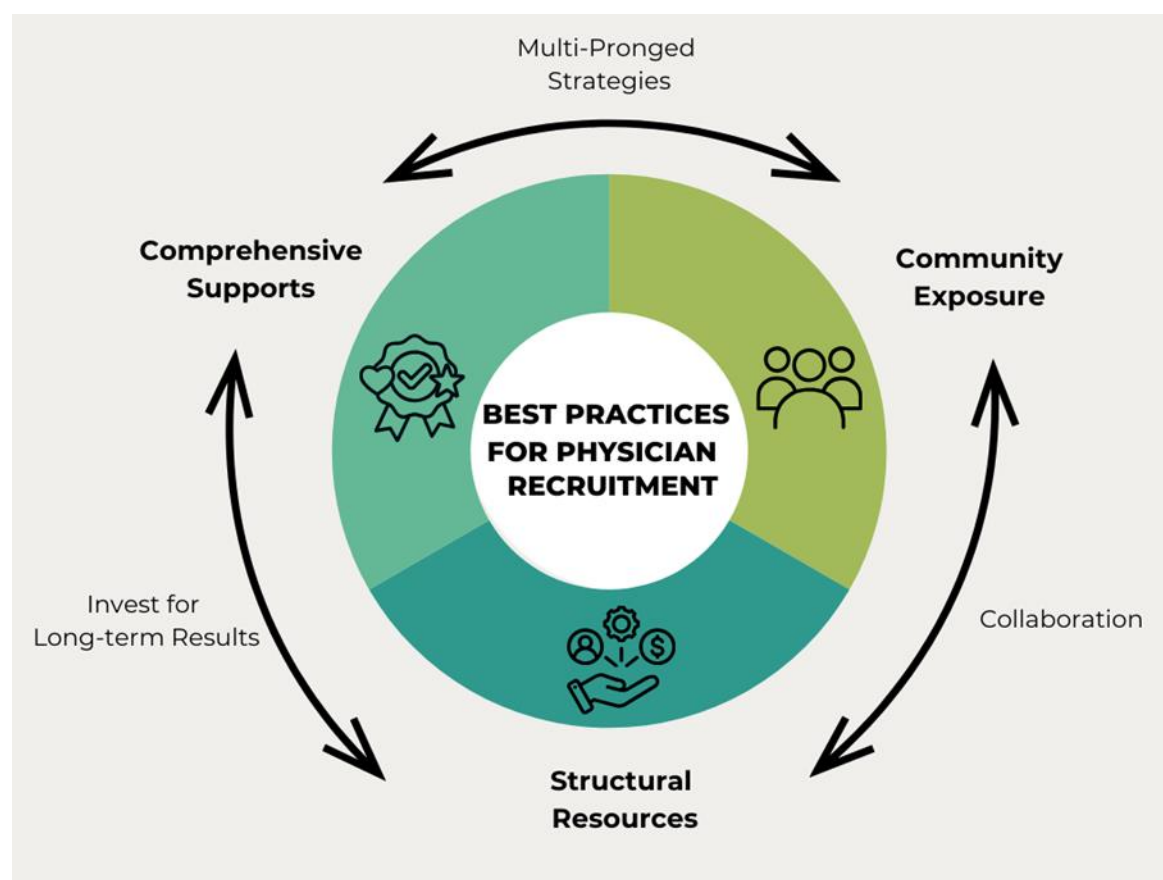 Multi-Pronged
Strategies
Comprehensive
Supports
Community
Exposure
BEST PRACTICES
FOR PHYSICIAN
RECRUITMENT
$
Invest for
Long-term Results
Collaboration
Structural
Resources